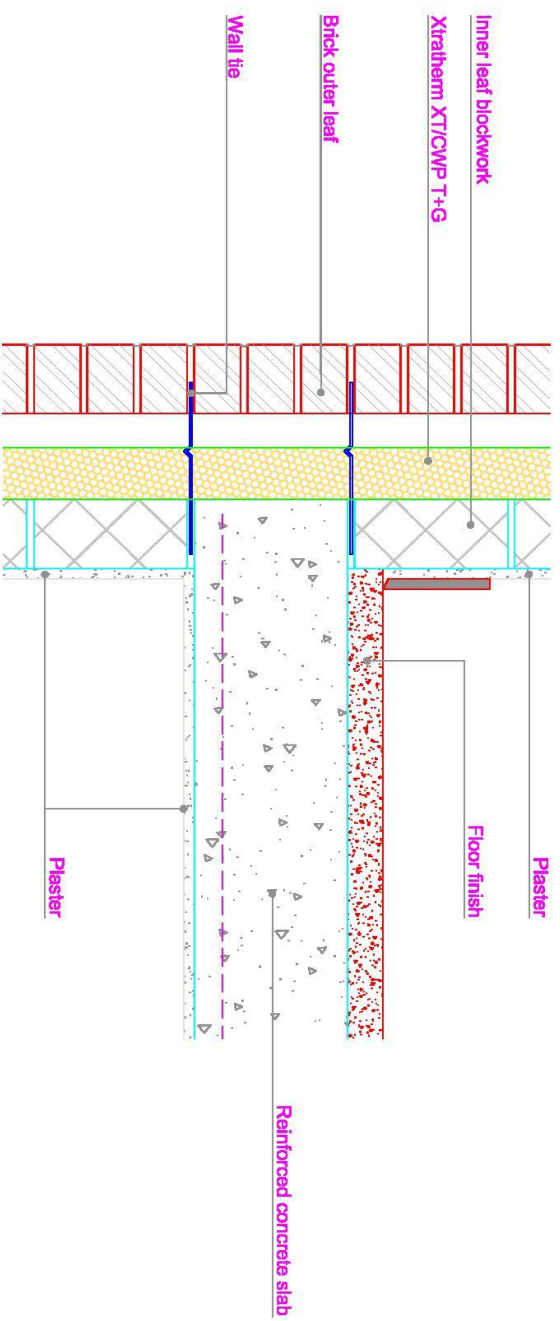 Inner leaf blockwork
Xtratherm XT/CWP T+G
Brick outer leaf
Wall tie
Plaster
Floor finish
Plaster
Reinforced concrete slab